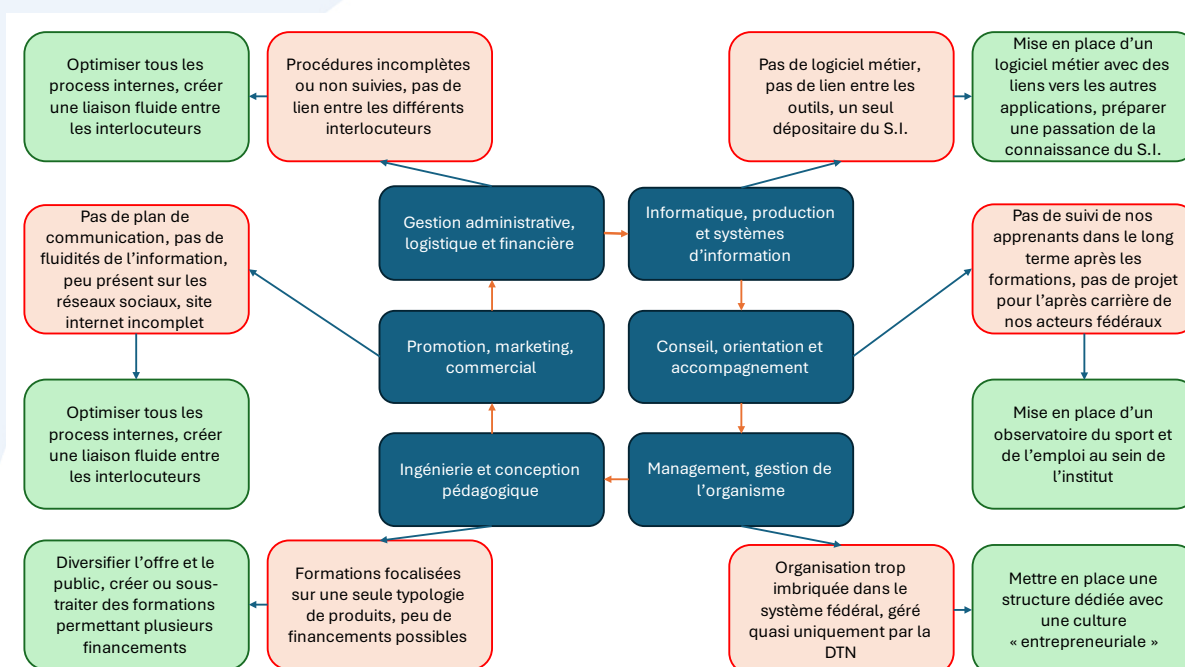 Optimiser tous les
process internes, créer
une liaison fluide entre
les interlocuteurs
Procédures incomplètes
ou non suivies, pas de
lien entre les différents
interlocuteurs
Pas de logiciel métier,
pas de lien entre les
outils, un seul
dépositaire du S.I.
Mise en place d’un
logiciel métier avec des
liens vers les autres
applications, préparer
une passation de la
connaissance du S.I.
Gestion administrative,
logistique et financière
Informatique, production
et systèmes
d’information
Pas de plan de
communication, pas de
fluidités de l’information,
peu présent sur les
réseaux sociaux, site
internet incomplet
Pas de suivi de nos
apprenants dans le long
terme après les
formations, pas de projet
pour l’après carrière de
nos acteurs fédéraux
Promotion, marketing,
commercial
Conseil, orientation et
accompagnement
Optimiser tous les
process internes, créer
une liaison fluide entre
les interlocuteurs
Ingénierie et conception
pédagogique
Management, gestion de
l’organisme
Mise en place d’un
observatoire du sport et
de l’emploi au sein de
l’institut
Diversifier l’offre et le
public, créer ou sous-
traiter des formations
permettant plusieurs
financements
Formations focalisées
sur une seule typologie
de produits, peu de
financements possibles
Organisation trop
imbriquée dans le
système fédéral, géré
quasi uniquement par la
DTN
Mettre en place une
structure dédiée avec
une culture
« entrepreneuriale »